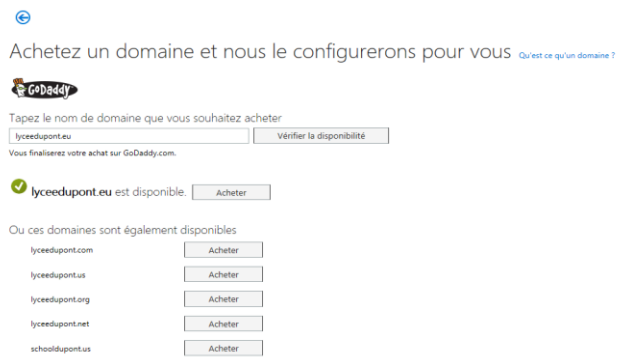 Achetez un domaine et nous le configurerons pour vous Qu'est ce qu'un domaine ?
GoDaddy
Tapez le nom de domaine que vous souhaitez acheter
lyceedupont.eu Vérifier la disponibilité
Vous finaliserez votre achat sur GoDaddy.com.
lyceedupont.eu est disponible. Acheter
Ou ces domaines sont également disponibles
lyceedupont.com Acheter
lyceedupont.us Acheter
lyceedupont.org Acheter
lyceedupont.net Acheter
schooldupont.us Acheter